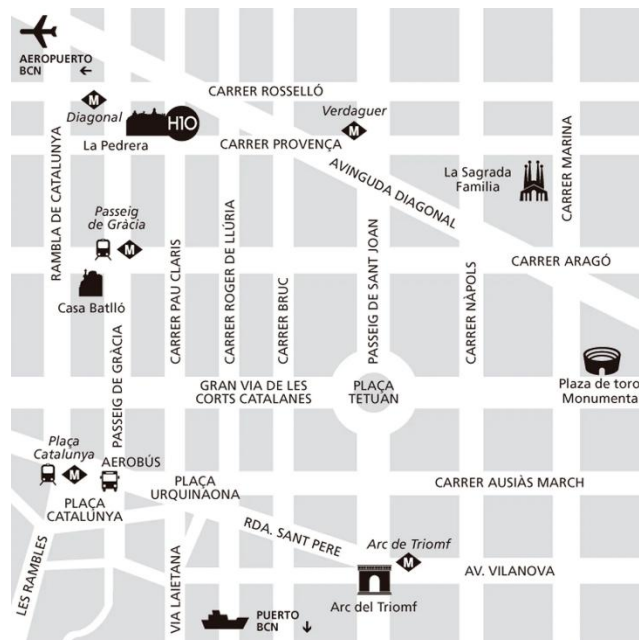 AEROPUERTO
BCN ←
M
Diagonal
H10
La Pedrera
CARRER ROSSELLÓ
Verdaguer
M
CARRER PROVENÇA
AVINGUDA DIAGONAL
La Sagrada
Familia
CARRER MARINA
RAMBLA DE CATALUNYA
Passeig
de Gràcia
M
Casa Batlló
CARRER PAU CLARIS
CARRER ROGER DE LLÚRIA
CARRER BRUC
PASSEIG DE SANT JOAN
CARRER NÀPOLS
CARRER ARAGÓ
PASSEIG DE GRÀCIA
GRAN VIA DE LES
CORTS CATALANES
PLAÇA
TETUAN
Plaza de toro
Monumenta
Plaça
Catalunya
M
AEROBÚS
PLAÇA
CATALUNYA
PLAÇA
URQUINAONA
CARRER AUSIÀS MARCH
RDA. SANT PERE
Arc de Triomf
M
AV. VILANOVA
LES RAMBLES
VIA LAIETANA
PUERTO
BCN ↓
Arc del Triomf